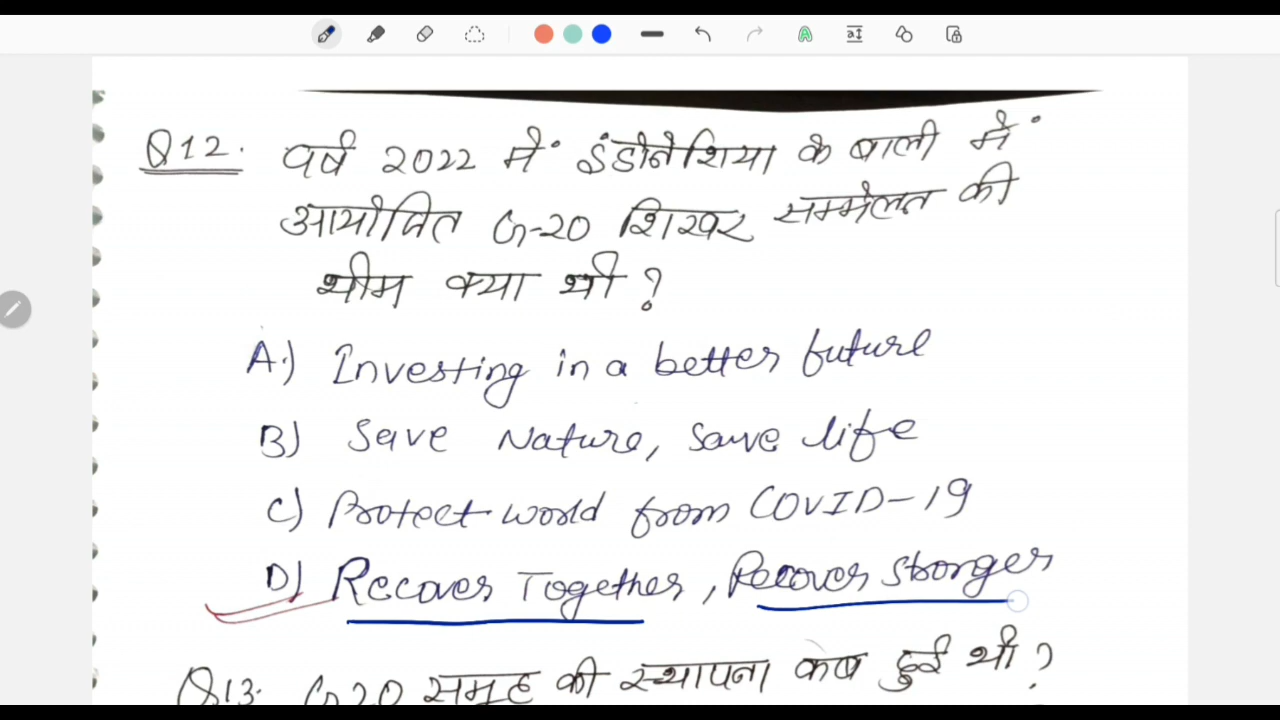 Q12. वर्ष 2022 में इंडोनेशिया के बाली में
आयोजित G-20 शिखर सम्मेलन की
थीम क्या थी ?
A.) Investing in a better future
B) Save Nature, Save life
C) Protect world from COVID-19
D) Recover Together, Recover Stronger
Q13. G20 समूह की स्थापना कब हुई थी ?